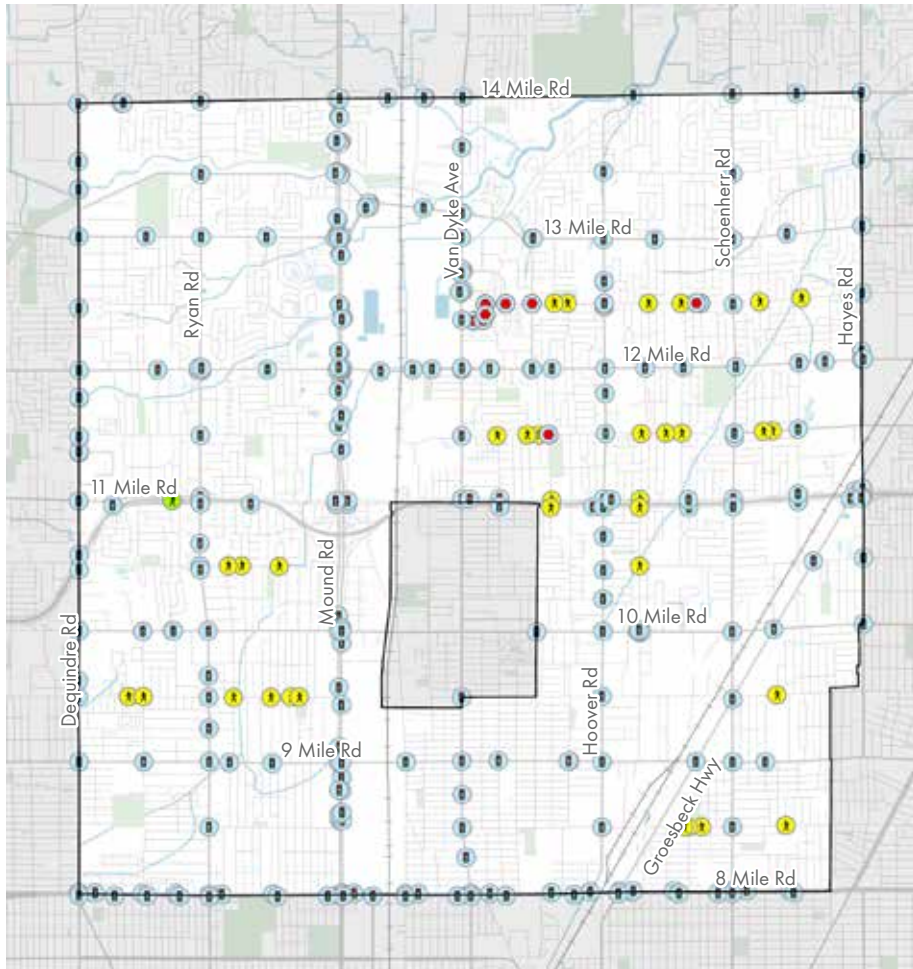 14 Mile Rd
Van Dyke Ave
Schoenherr Rd
13 Mile Rd
Ryan Rd
Hayes Rd
12 Mile Rd
11 Mile Rd
Mound Rd
10 Mile Rd
Dequindre Rd
Hoover Rd
9 Mile Rd
Groesbeck Hwy
8 Mile Rd